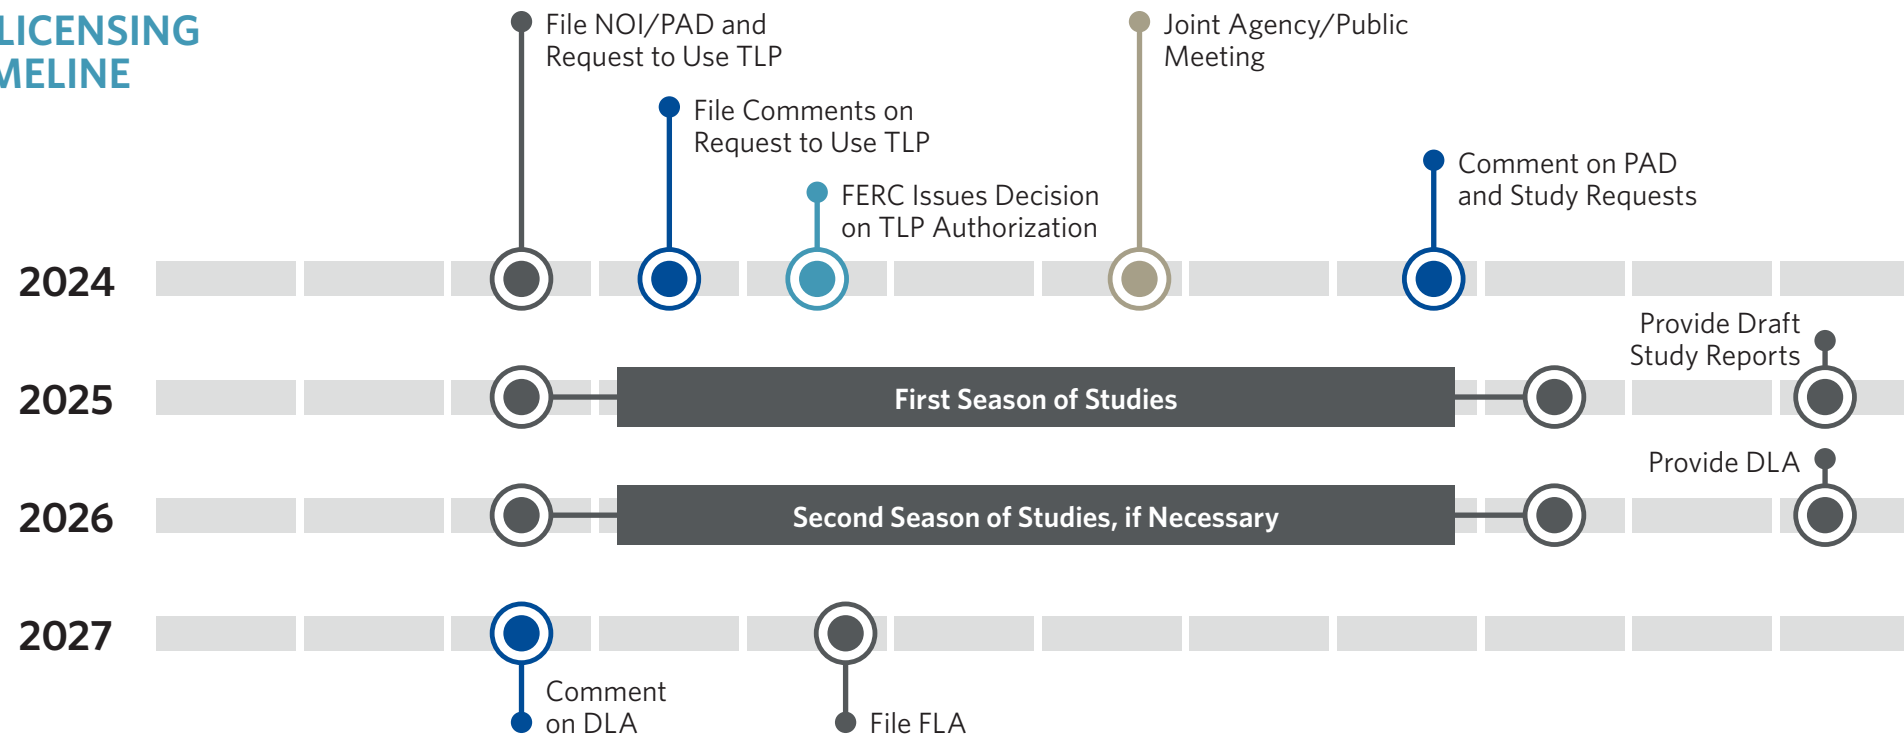 LICENSING
MELINE
File NOI/PAD and
Request to Use TLP
File Comments on
Request to Use TLP
FERC Issues Decision
on TLP Authorization
Joint Agency/Public
Meeting
Comment on PAD
and Study Requests
2024
Provide Draft
Study Reports
2025
First Season of Studies
Provide DLA
2026
Second Season of Studies, if Necessary
2027
Comment
on DLA
File FLA